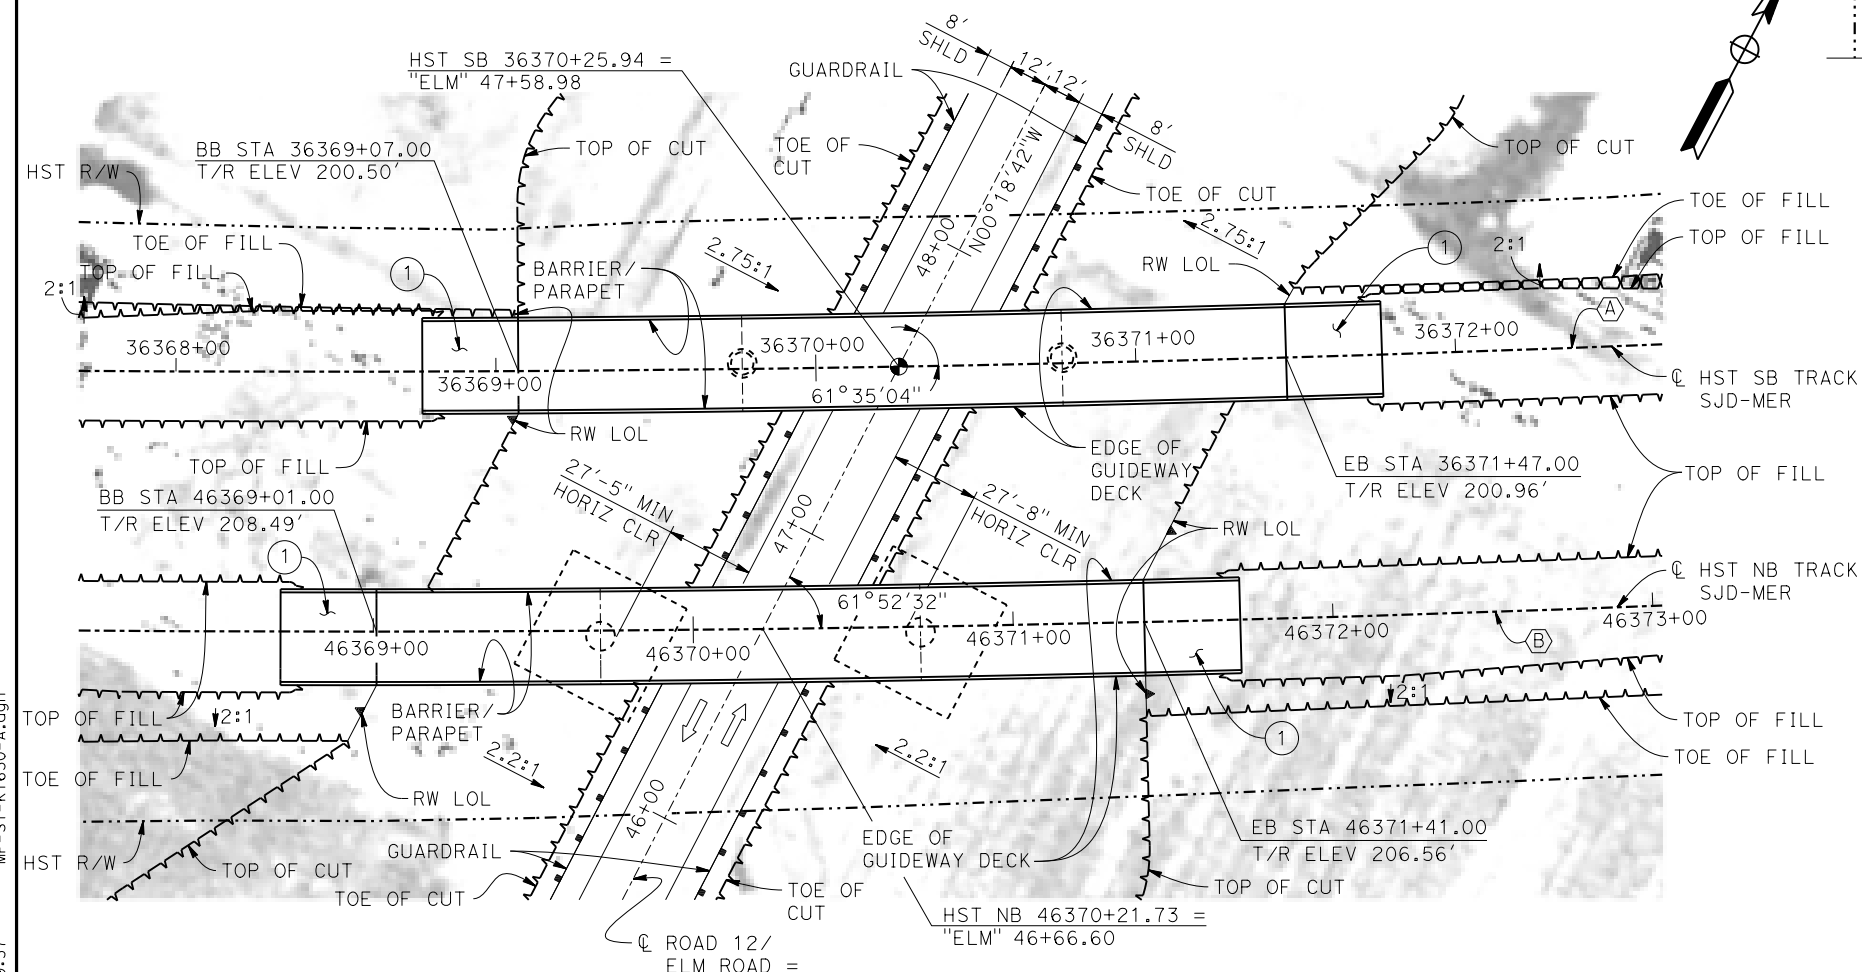 8'
SHLD
12'
12'
8'
SHLD
HST SB 36370+25.94 =
"ELM" 47+58.98
GUARDRAIL
BB STA 36369+07.00
T/R ELEV 200.50'
TOP OF CUT
TOE OF
CUT
N00°18'42"W
TOP OF CUT
HST R/W
TOE OF CUT
TOE OF FILL
TOE OF FILL
2.75:1
48+00
2.75:1
1
2:1
TOP OF FILL
TOP OF FILL
2:1
1
BARRIER/
PARAPET
RW LOL
A
36368+00
36369+00
36370+00
36371+00
36372+00
61°35'04"
℄ HST SB TRACK
SJD-MER
RW LOL
TOP OF FILL
EDGE OF
GUIDEWAY
DECK
EB STA 36371+47.00
T/R ELEV 200.96'
TOP OF FILL
BB STA 46369+01.00
T/R ELEV 208.49'
27'-5" MIN
HORIZ CLR
47+00
27'-8" MIN
HORIZ CLR
RW LOL
1
℄ HST NB TRACK
SJD-MER
61°52'32"
46369+00
46370+00
46371+00
46372+00
46373+00
B
TOP OF FILL
2:1
BARRIER/
PARAPET
2:1
TOP OF FILL
1
TOE OF FILL
2.2:1
2.2:1
TOE OF FILL
RW LOL
46+00
HST R/W
TOP OF CUT
GUARDRAIL
EDGE OF
GUIDEWAY DECK
EB STA 46371+41.00
T/R ELEV 206.56'
TOE OF CUT
TOE OF
CUT
TOP OF CUT
HST NB 46370+21.73 =
"ELM" 46+66.60
℄ ROAD 12/
ELM ROAD =